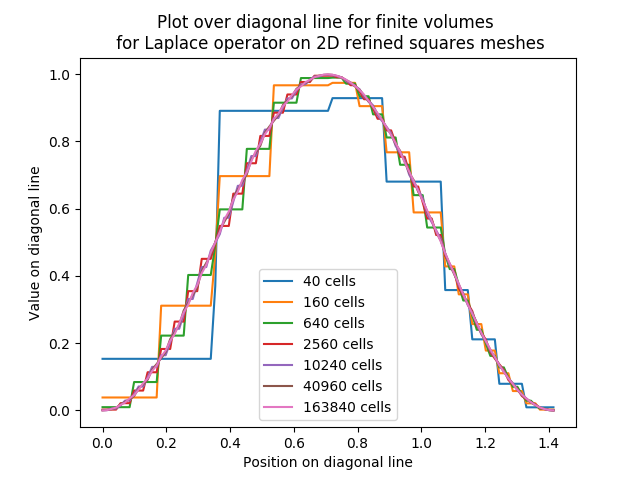 Plot over diagonal line for finite volumes
for Laplace operator on 2D refined squares meshes
1.0
0.8
0.6
0.4
0.2
0.0
Value on diagonal line
40 cells
160 cells
640 cells
2560 cells
10240 cells
40960 cells
163840 cells
0.0 0.2 0.4 0.6 0.8 1.0 1.2 1.4
Position on diagonal line